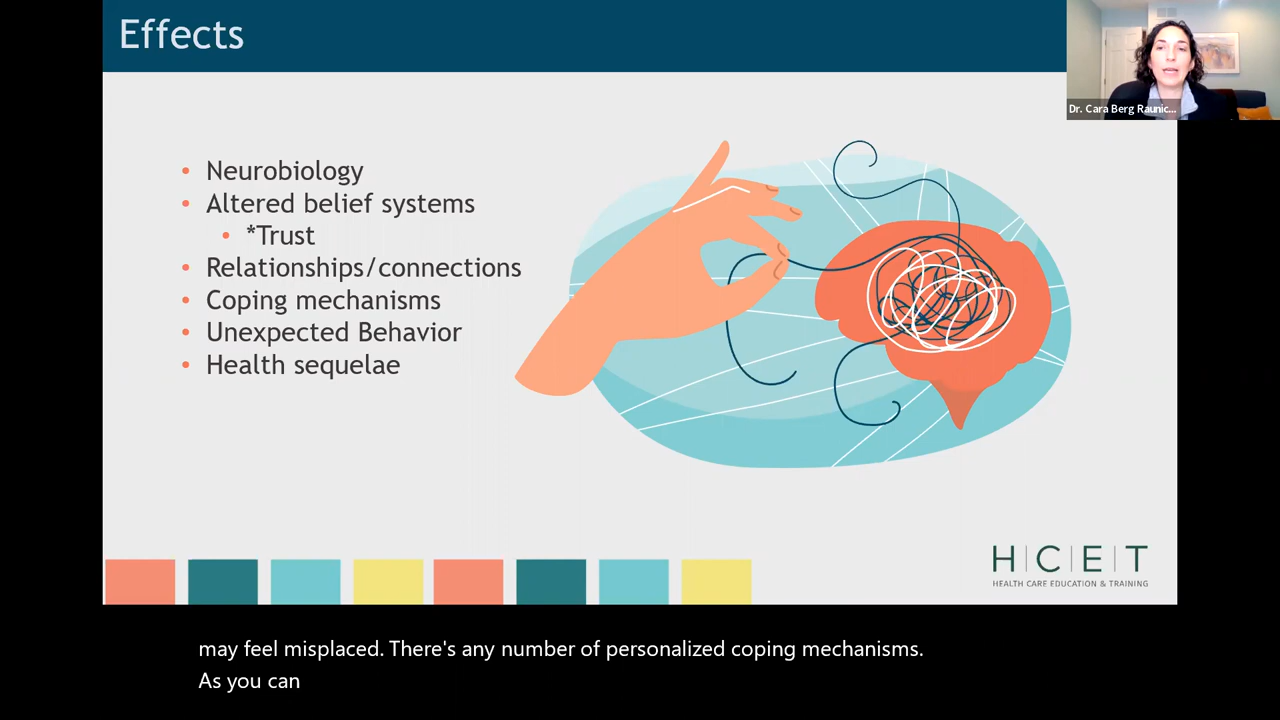 Effects
Dr. Cara Berg Raunic...
• Neurobiology
• Altered belief systems
• *Trust
• Relationships/connections
• Coping mechanisms
• Unexpected Behavior
• Health sequelae
H|C|E|T
HEALTH CARE EDUCATION & TRAINING
may feel misplaced. There's any number of personalized coping mechanisms.
As you can